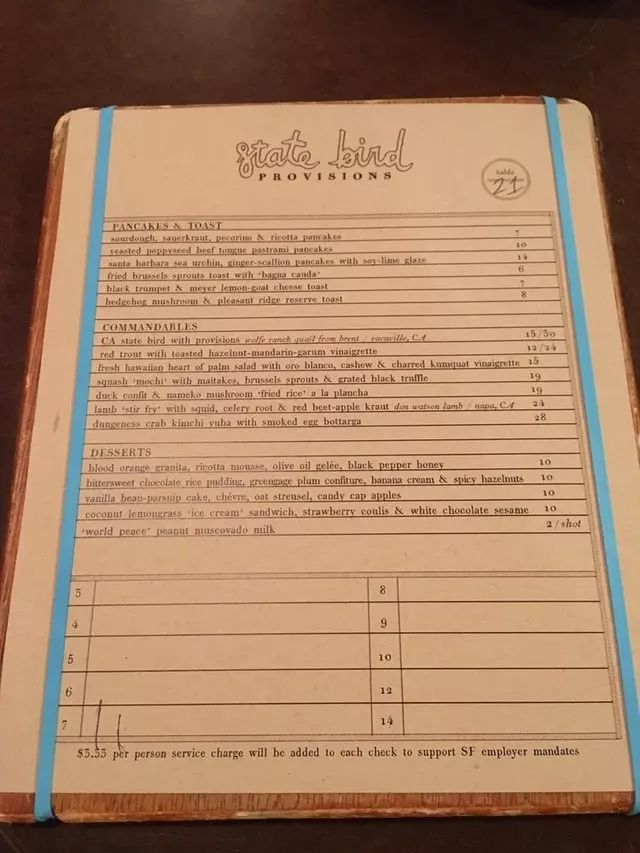 state bird
PROVISIONS
table
21
PANCAKES & TOAST
sourdough, sauerkraut, pecorino & ricotta pancakes 7
yeasted poppyseed beef tongue pastrami pancakes 10
santa barbara sea urchin, ginger-scallion pancakes with soy-lime glaze 14
fried brussels sprouts toast with 'bagna cauda' 6
black trumpet & meyer lemon-goat cheese toast 7
hedgehog mushroom & pleasant ridge reserve toast 8
COMMANDABLES
CA state bird with provisions wolfe ranch quail from brent / vacaville, CA 15/30
red trout with toasted hazelnut-mandarin-garum vinaigrette 12/24
fresh hawaiian heart of palm salad with oro blanco, cashew & charred kumquat vinaigrette 15
squash 'mochi' with maitakes, brussels sprouts & grated black truffle 19
duck confit & nameko mushroom 'fried rice' a la plancha 19
lamb 'stir fry' with squid, celery root & red beet-apple kraut don watson lamb / napa, CA 24
dungeness crab kimchi yuba with smoked egg bottarga 28
DESSERTS
blood orange granita, ricotta mousse, olive oil gelée, black pepper honey 10
bittersweet chocolate rice pudding, greengage plum confiture, banana cream & spicy hazelnuts 10
vanilla bean-parsnip cake, chévre, oat streusel, candy cap apples 10
coconut lemongrass 'ice cream' sandwich, strawberry coulis & white chocolate sesame 10
'world peace' peanut muscovado milk 2/shot
3 8
4 9
5 10
6 12
7 14
$3.33 per person service charge will be added to each check to support SF employer mandates